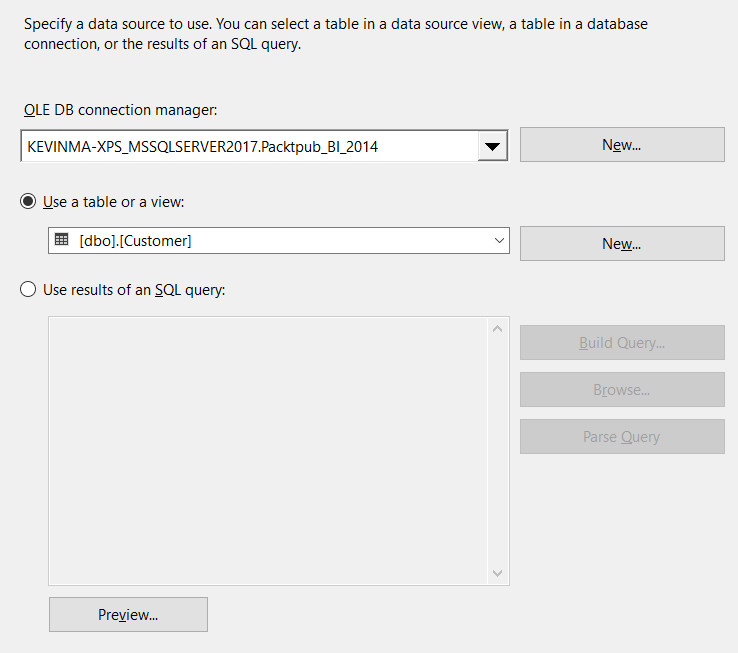 Specify a data source to use. You can select a table in a data source view, a table in a database
connection, or the results of an SQL query.
OLE DB connection manager:
KEVINMA-XPS_MSSQLSERVER2017.Packtpub_BI_2014
New...
Use a table or a view:
[dbo].[Customer]
New...
Use results of an SQL query:
Build Query...
Browse...
Parse Query
Preview...